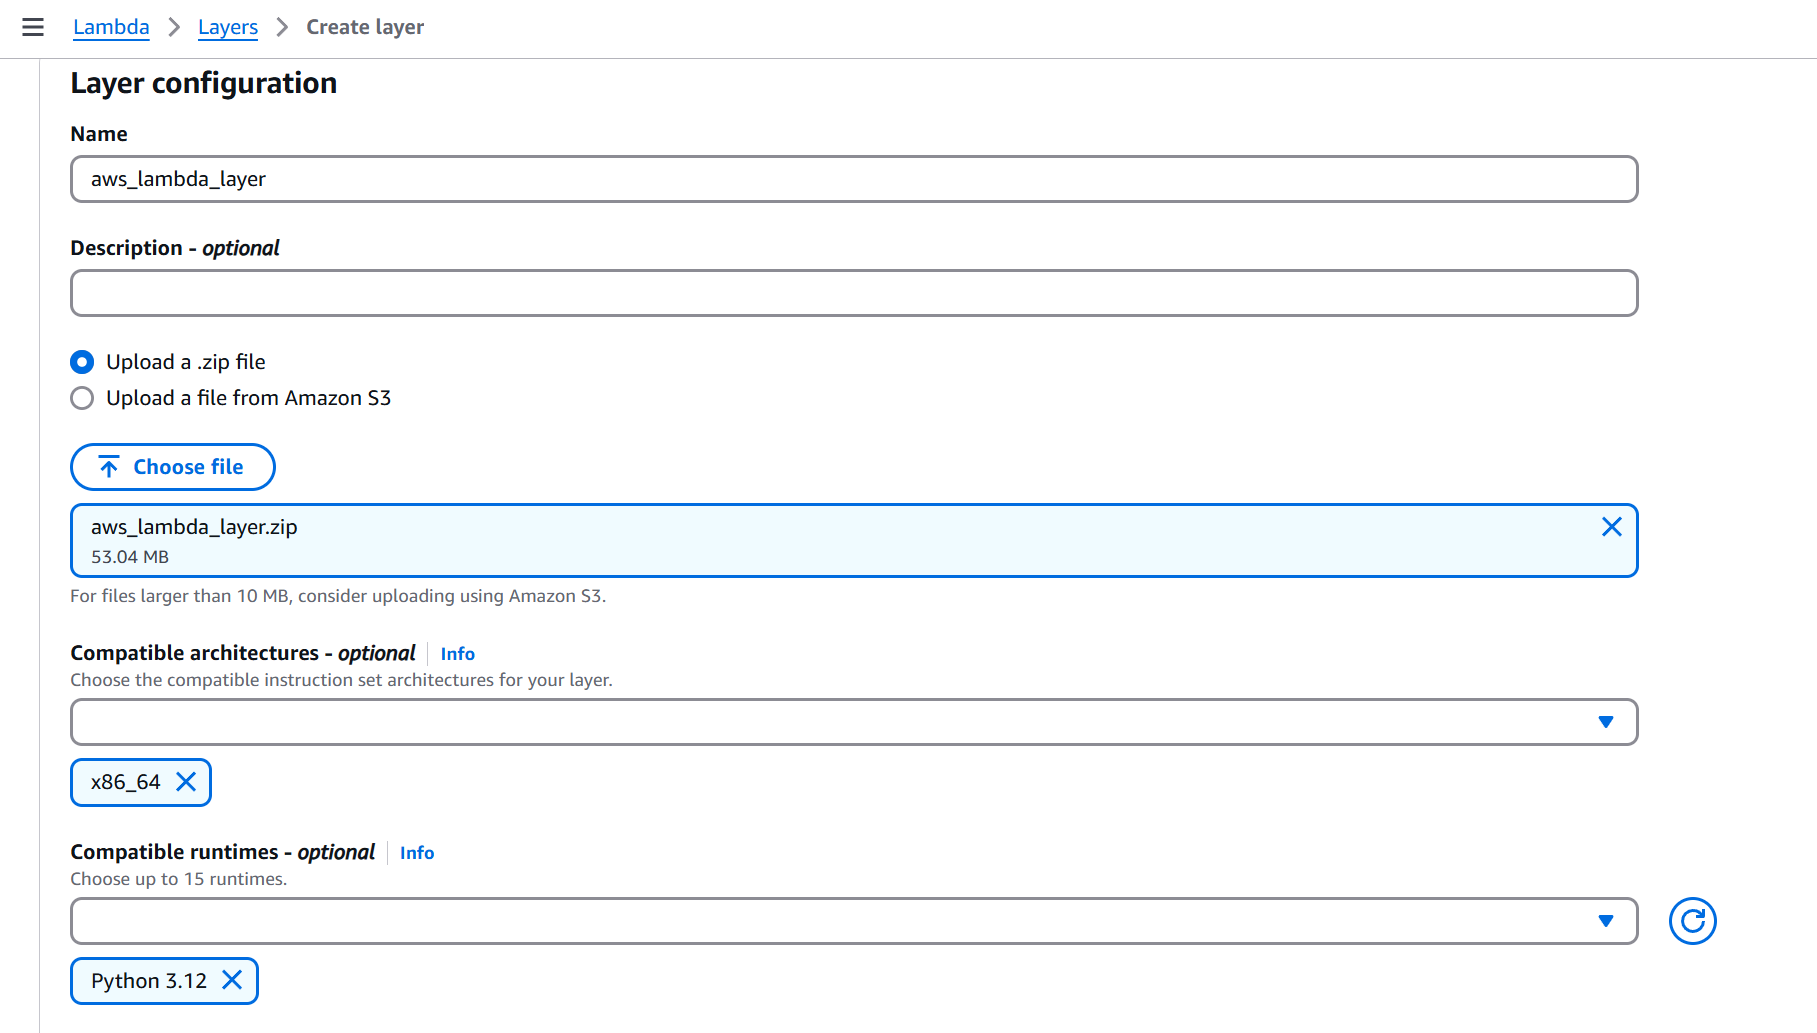 Lambda > Layers > Create layer
Layer configuration
Name
aws_lambda_layer
Description - optional
Upload a .zip file
Upload a file from Amazon S3
Choose file
aws_lambda_layer.zip
53.04 MB
For files larger than 10 MB, consider uploading using Amazon S3.
Compatible architectures - optional Info
Choose the compatible instruction set architectures for your layer.
x86_64
Compatible runtimes - optional Info
Choose up to 15 runtimes.
Python 3.12